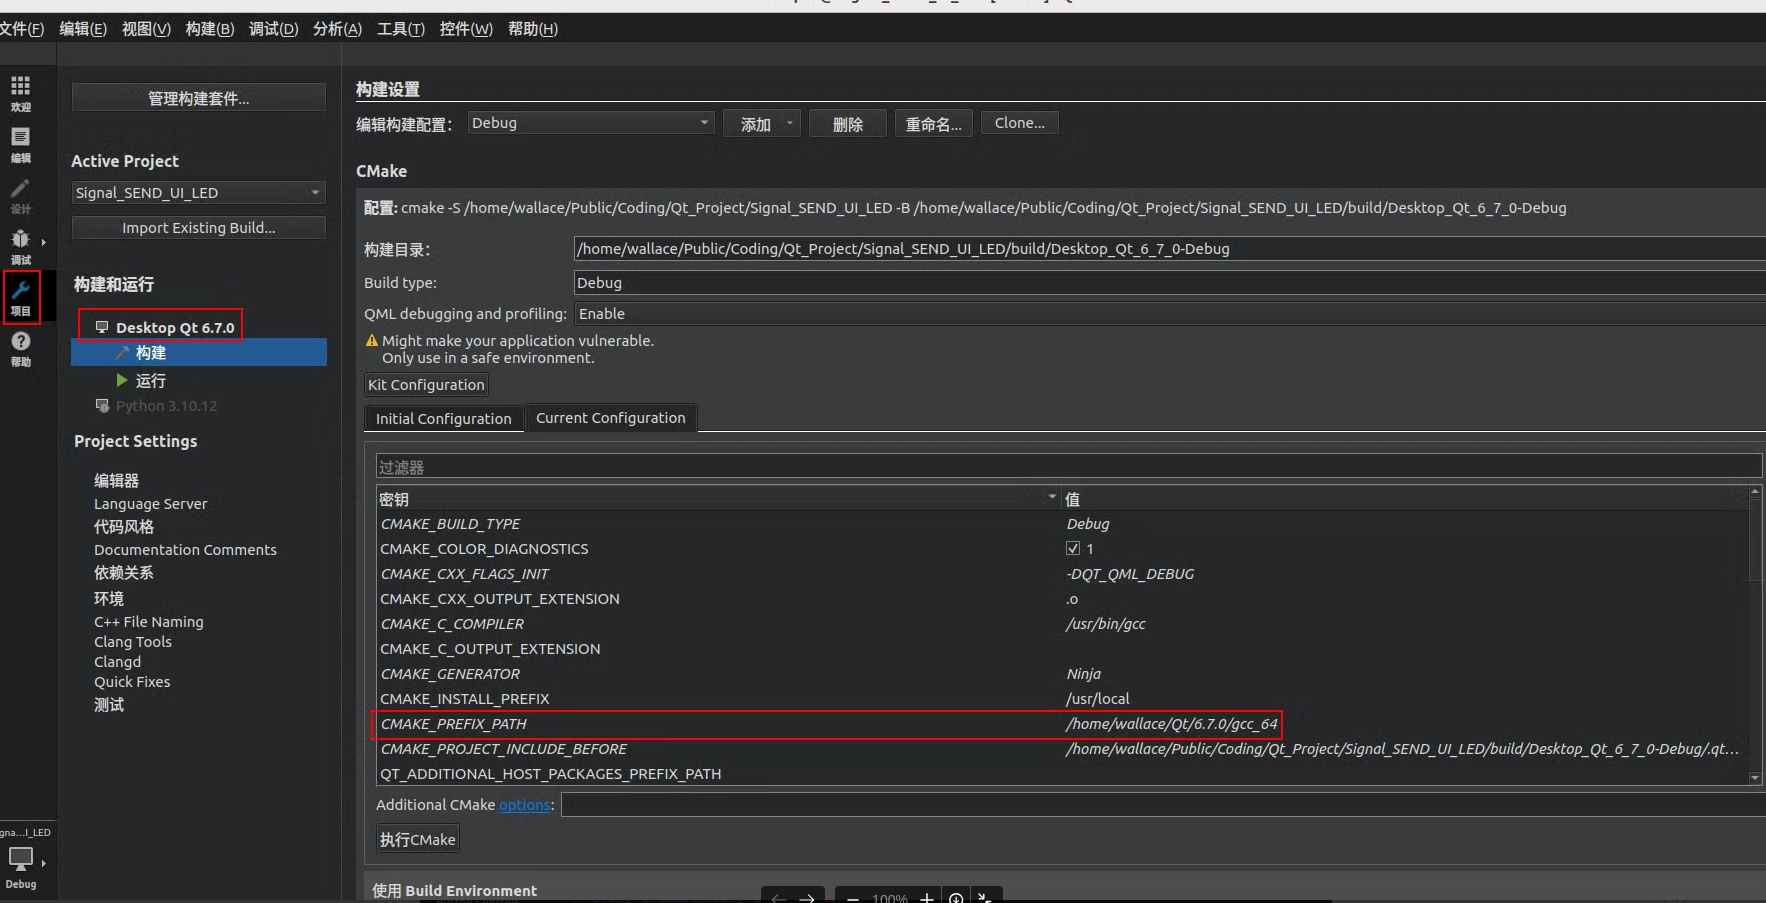 文件(F) 编辑(E) 视图(V) 构建(B) 调试(D) 分析(A) 工具(T) 控件(W) 帮助(H)
欢迎
编辑
设计
调试
项目
帮助
gna...I_LED
Debug
管理构建套件...
Active Project
Signal_SEND_UI_LED
Import Existing Build...
构建和运行
Desktop Qt 6.7.0
构建
运行
Python 3.10.12
Project Settings
编辑器
Language Server
代码风格
Documentation Comments
依赖关系
环境
C++ File Naming
Clang Tools
Clangd
Quick Fixes
测试
构建设置
编辑构建配置: Debug 添加 删除 重命名... Clone...
CMake
配置: cmake -S /home/wallace/Public/Coding/Qt_Project/Signal_SEND_UI_LED -B /home/wallace/Public/Coding/Qt_Project/Signal_SEND_UI_LED/build/Desktop_Qt_6_7_0-Debug
构建目录: /home/wallace/Public/Coding/Qt_Project/Signal_SEND_UI_LED/build/Desktop_Qt_6_7_0-Debug
Build type: Debug
QML debugging and profiling: Enable
Might make your application vulnerable.
Only use in a safe environment.
Kit Configuration
Initial Configuration Current Configuration
过滤器
密钥 值
CMAKE_BUILD_TYPE Debug
CMAKE_COLOR_DIAGNOSTICS 1
CMAKE_CXX_FLAGS_INIT -DQT_QML_DEBUG
CMAKE_CXX_OUTPUT_EXTENSION .o
CMAKE_C_COMPILER /usr/bin/gcc
CMAKE_C_OUTPUT_EXTENSION
CMAKE_GENERATOR Ninja
CMAKE_INSTALL_PREFIX /usr/local
CMAKE_PREFIX_PATH /home/wallace/Qt/6.7.0/gcc_64
CMAKE_PROJECT_INCLUDE_BEFORE /home/wallace/Public/Coding/Qt_Project/Signal_SEND_UI_LED/build/Desktop_Qt_6_7_0-Debug/.qt...
QT_ADDITIONAL_HOST_PACKAGES_PREFIX_PATH
Additional CMake options:
执行CMake
使用 Build Environment
100%